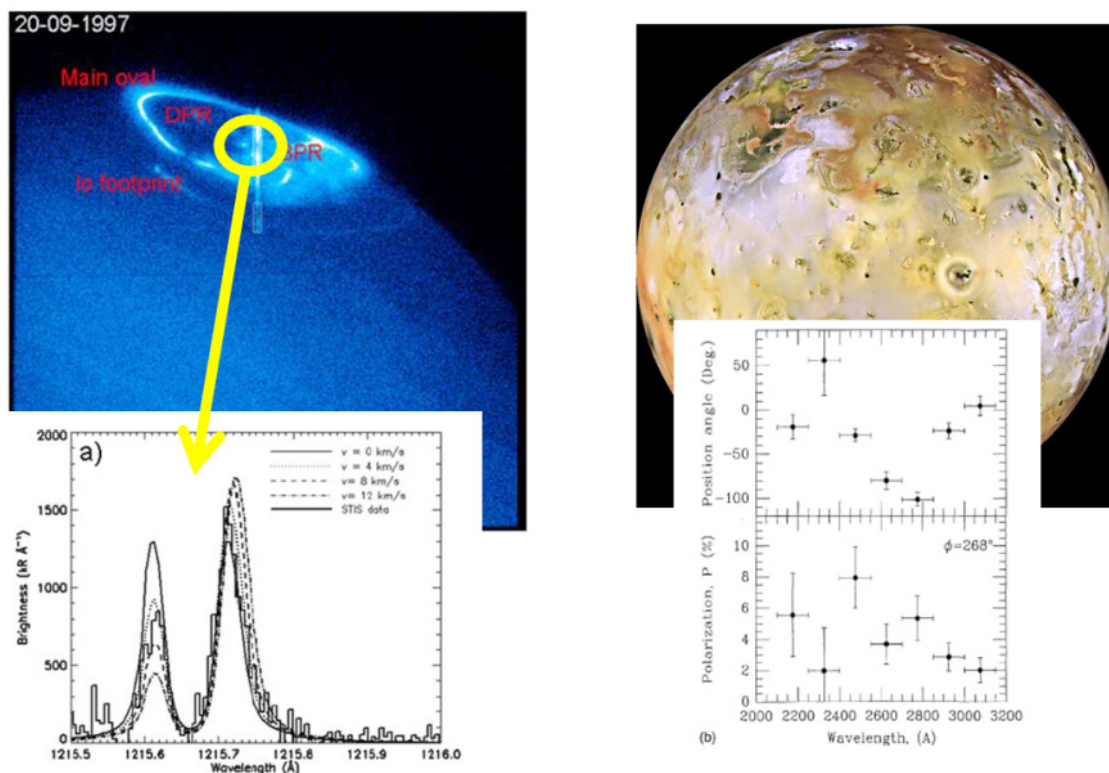 20-09-1997
Main oval
DPR
BPR
Io footprint
a)
v = 0 km/s
v = 4 km/s
v= 8 km/s
v= 12 km/s
STIS data
Brightness (kR Å⁻¹)
2000
1500
1000
500
0
1215.5 1215.6 1215.7 1215.8 1215.9 1216.0
Wavelength (Å)
Position angle (Deg.)
50
0
-50
-100
φ=268°
Polarization, P (%)
10
8
6
4
2
0
2000 2200 2400 2600 2800 3000 3200
(b)
Wavelength, (A)